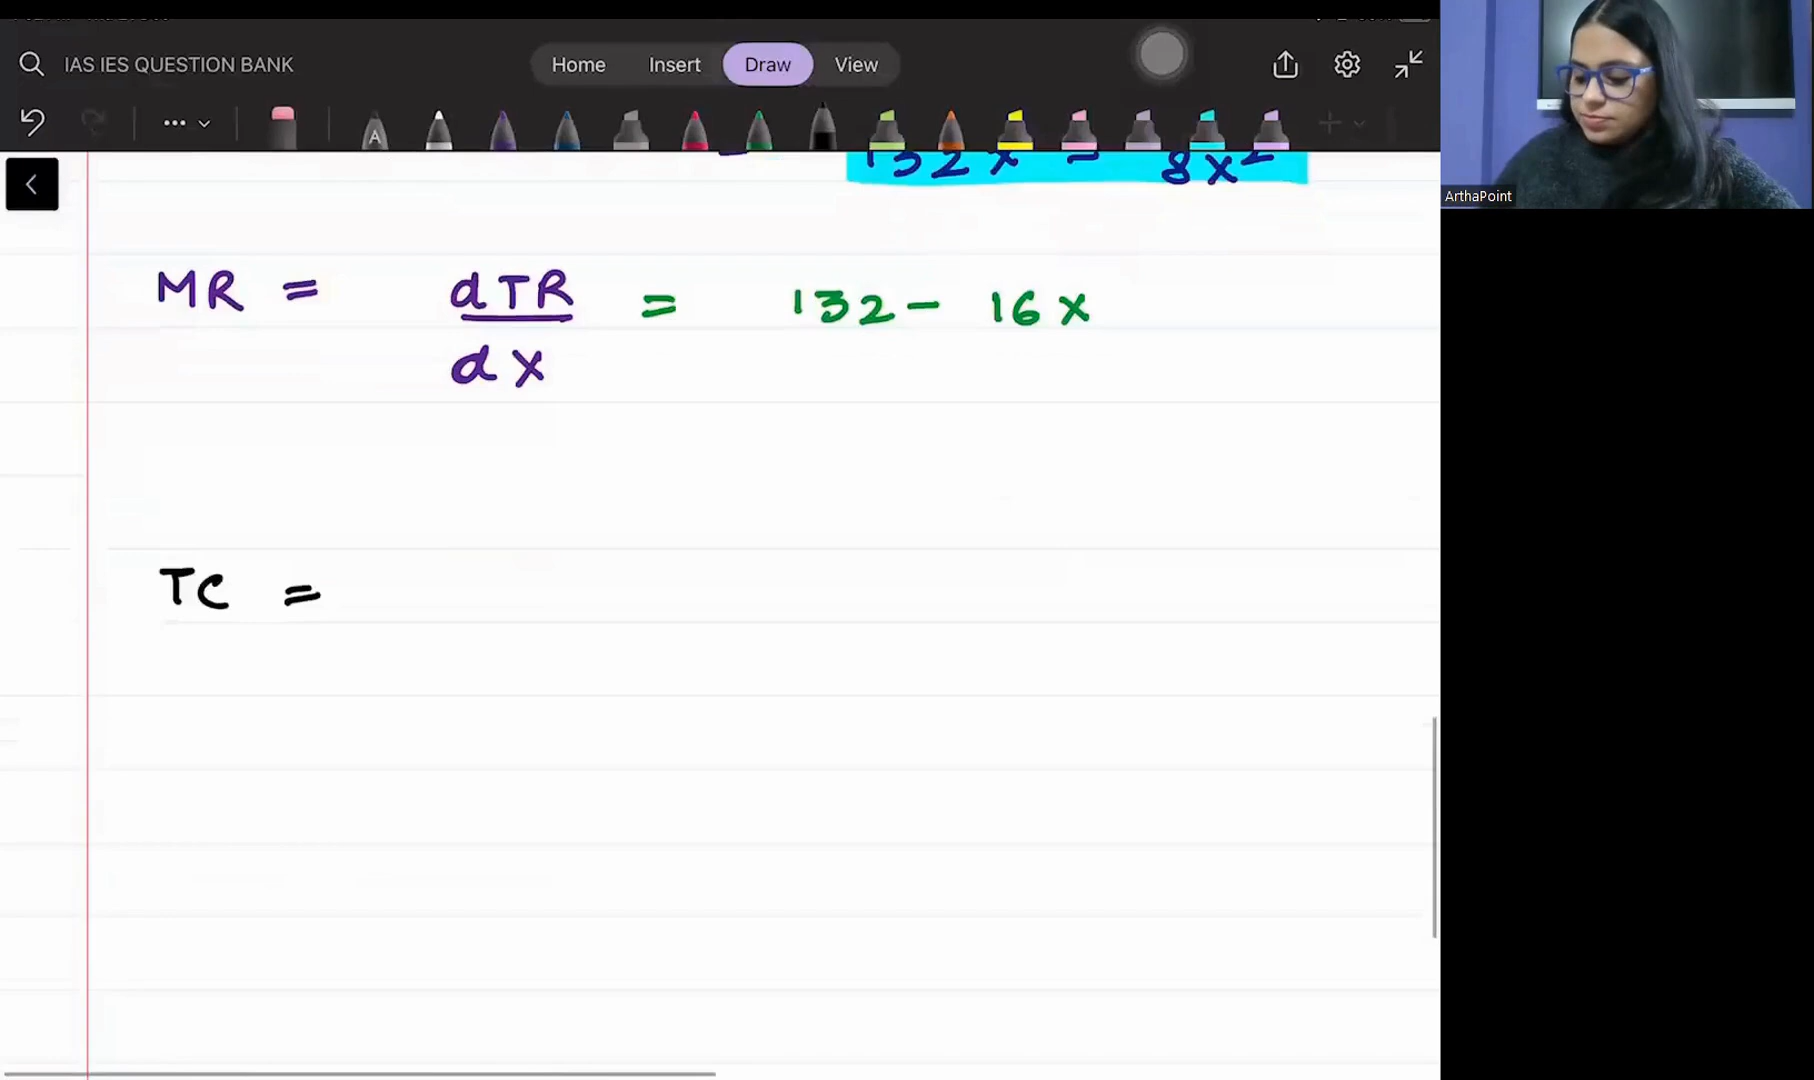 IAS IES QUESTION BANK
Home Insert Draw View
A
ArthaPoint
132x - 8x²
MR = dTR = 132 - 16x
dx
TC =